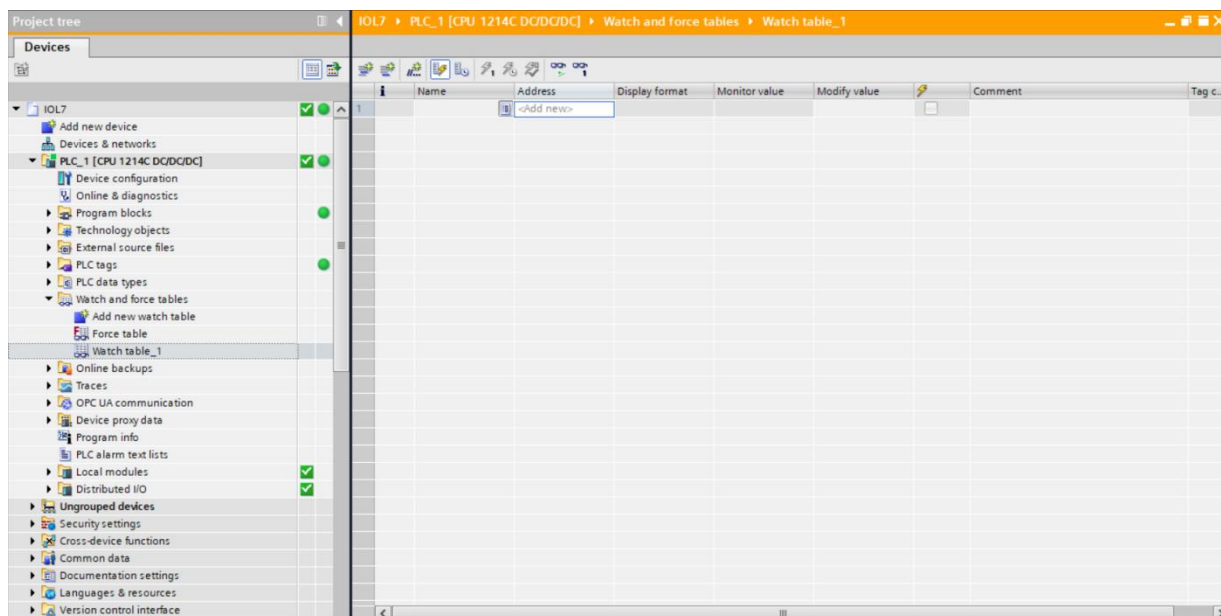 Project tree
IOL7 PLC_1 [CPU 1214C DC/DC/DC] Watch and force tables Watch table_1
Devices
i Name Address Display format Monitor value Modify value Comment Tag c...
1 <Add new>
IOL7
Add new device
Devices & networks
PLC_1 [CPU 1214C DC/DC/DC]
Device configuration
Online & diagnostics
Program blocks
Technology objects
External source files
PLC tags
PLC data types
Watch and force tables
Add new watch table
Force table
Watch table_1
Online backups
Traces
OPC UA communication
Device proxy data
Program info
PLC alarm text lists
Local modules
Distributed I/O
Ungrouped devices
Security settings
Cross-device functions
Common data
Documentation settings
Languages & resources
Version control interface